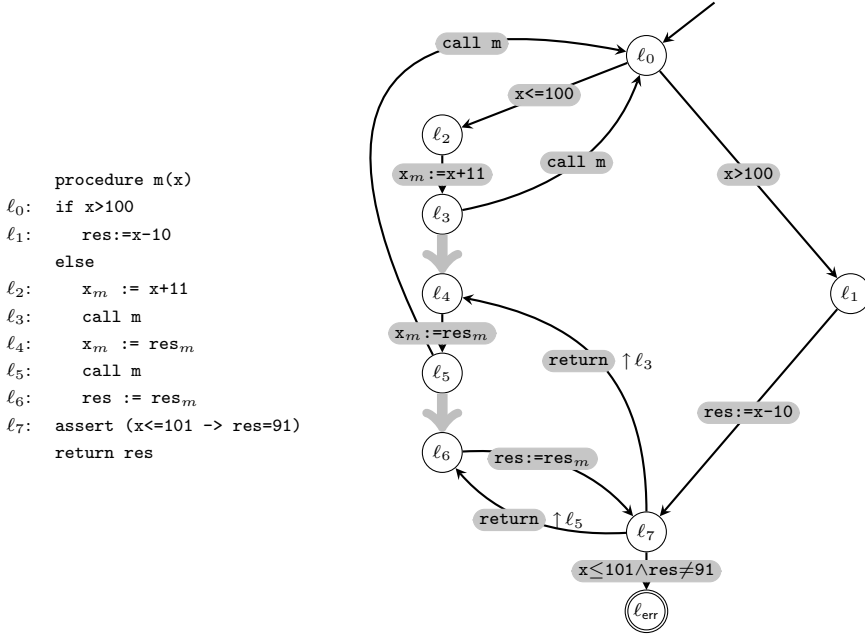 procedure m(x)
ℓ0: if x>100
ℓ1: res:=x-10
else
ℓ2: xm := x+11
ℓ3: call m
ℓ4: xm := resm
ℓ5: call m
ℓ6: res := resm
ℓ7: assert (x<=101 -> res=91)
return res
call m
ℓ0
x<=100
ℓ2
call m
x>100
xm:=x+11
ℓ3
ℓ4
ℓ1
xm:=resm
return ↑ℓ3
ℓ5
res:=x-10
ℓ6
res:=resm
return ↑ℓ5
ℓ7
x≤101∧res≠91
ℓerr